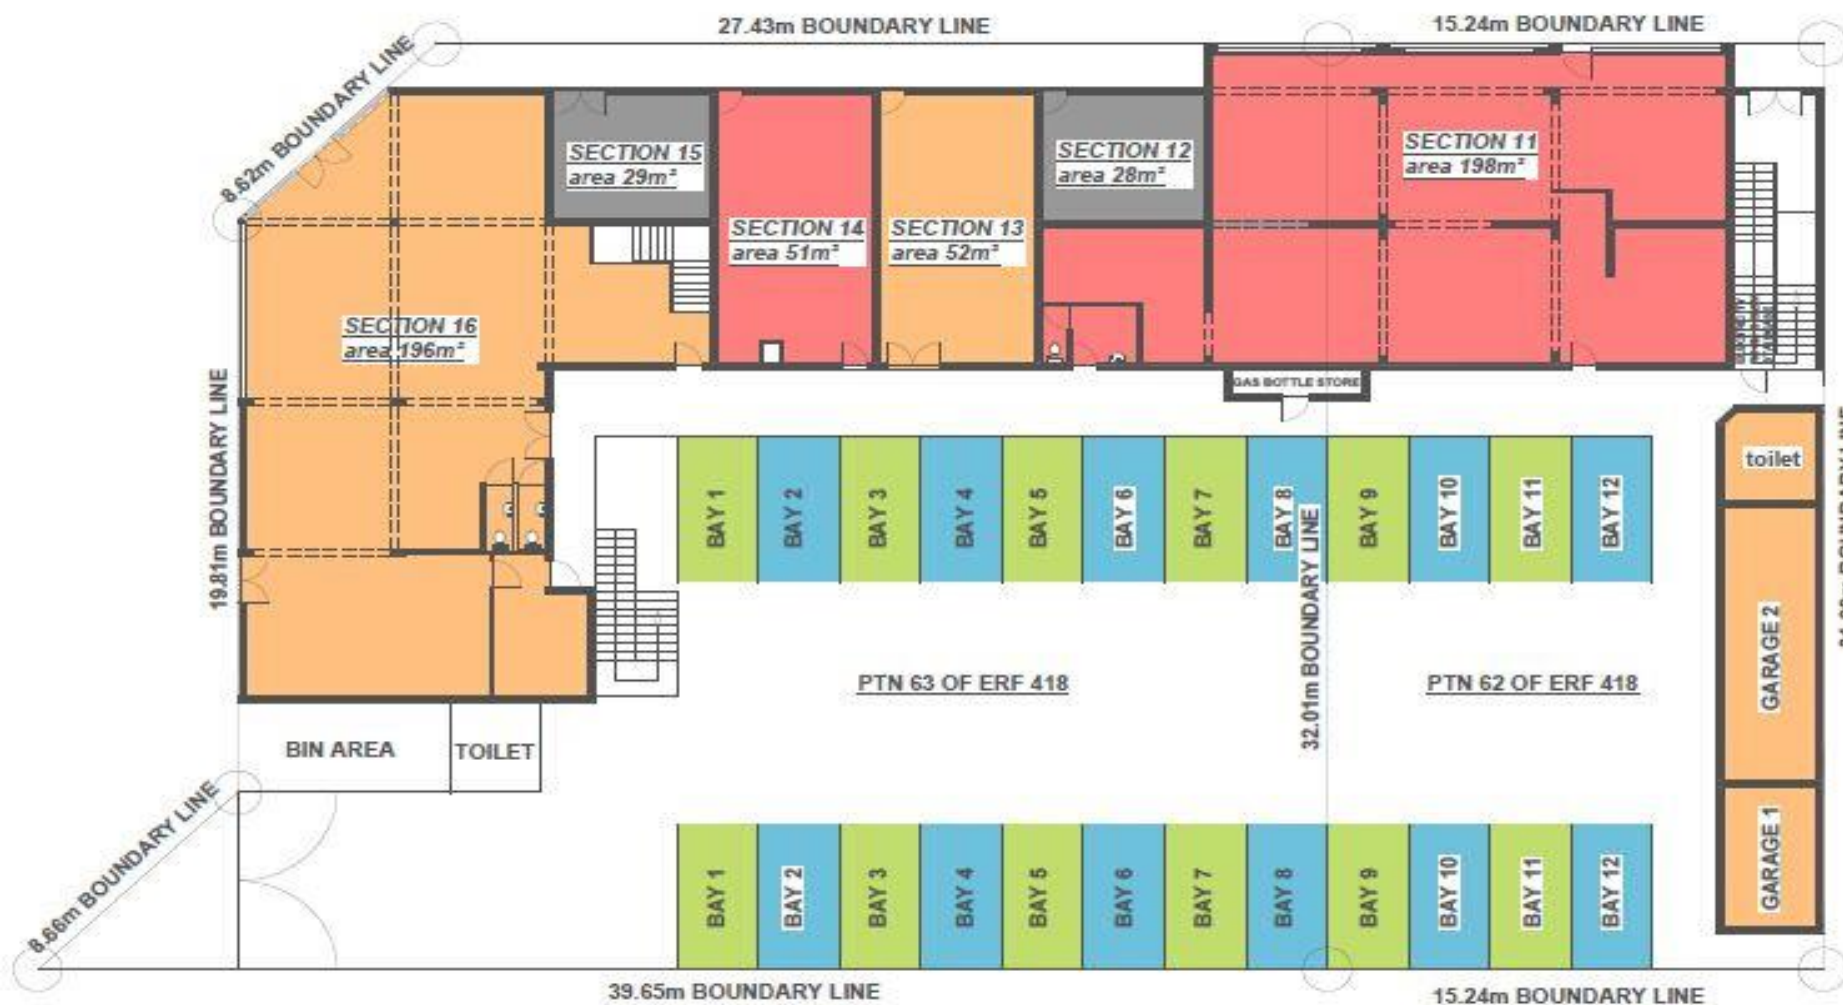 27.43m BOUNDARY LINE
15.24m BOUNDARY LINE
8.62m BOUNDARY LINE
SECTION 15
area 29m²
SECTION 12
area 28m²
SECTION 11
area 198m²
SECTION 14
area 51m²
SECTION 13
area 52m²
SECTION 16
area 196m²
GAS BOTTLE STORE
19.81m BOUNDARY LINE
BOUNDARY LINE
toilet
BAY 1
BAY 2
BAY 3
BAY 4
BAY 5
BAY 6
BAY 7
BAY 8
BAY 9
BAY 10
BAY 11
BAY 12
32.01m BOUNDARY LINE
GARAGE 2
PTN 63 OF ERF 418
PTN 62 OF ERF 418
BIN AREA
TOILET
8.66m BOUNDARY LINE
GARAGE 1
BAY 1
BAY 2
BAY 3
BAY 4
BAY 5
BAY 6
BAY 7
BAY 8
BAY 9
BAY 10
BAY 11
BAY 12
39.65m BOUNDARY LINE
15.24m BOUNDARY LINE